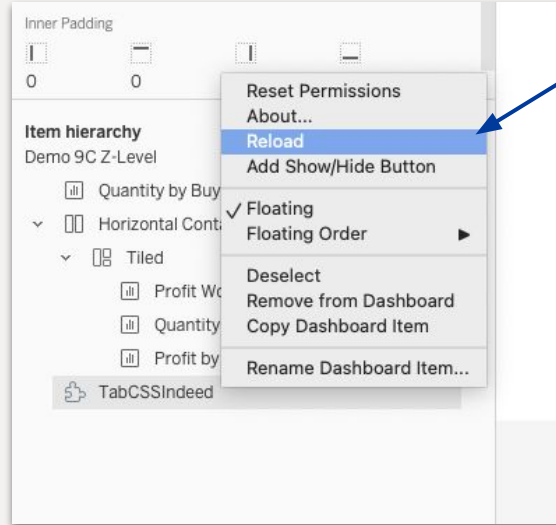 Inner Padding
0 0
Reset Permissions
About...
Item hierarchy
Reload
Demo 9C Z-Level
Add Show/Hide Button
Quantity by Buy
Floating
Horizontal Conta
Floating Order
Tiled
Deselect
Profit Wo
Remove from Dashboard
Quantity
Copy Dashboard Item
Profit by
Rename Dashboard Item...
TabCSSIndeed